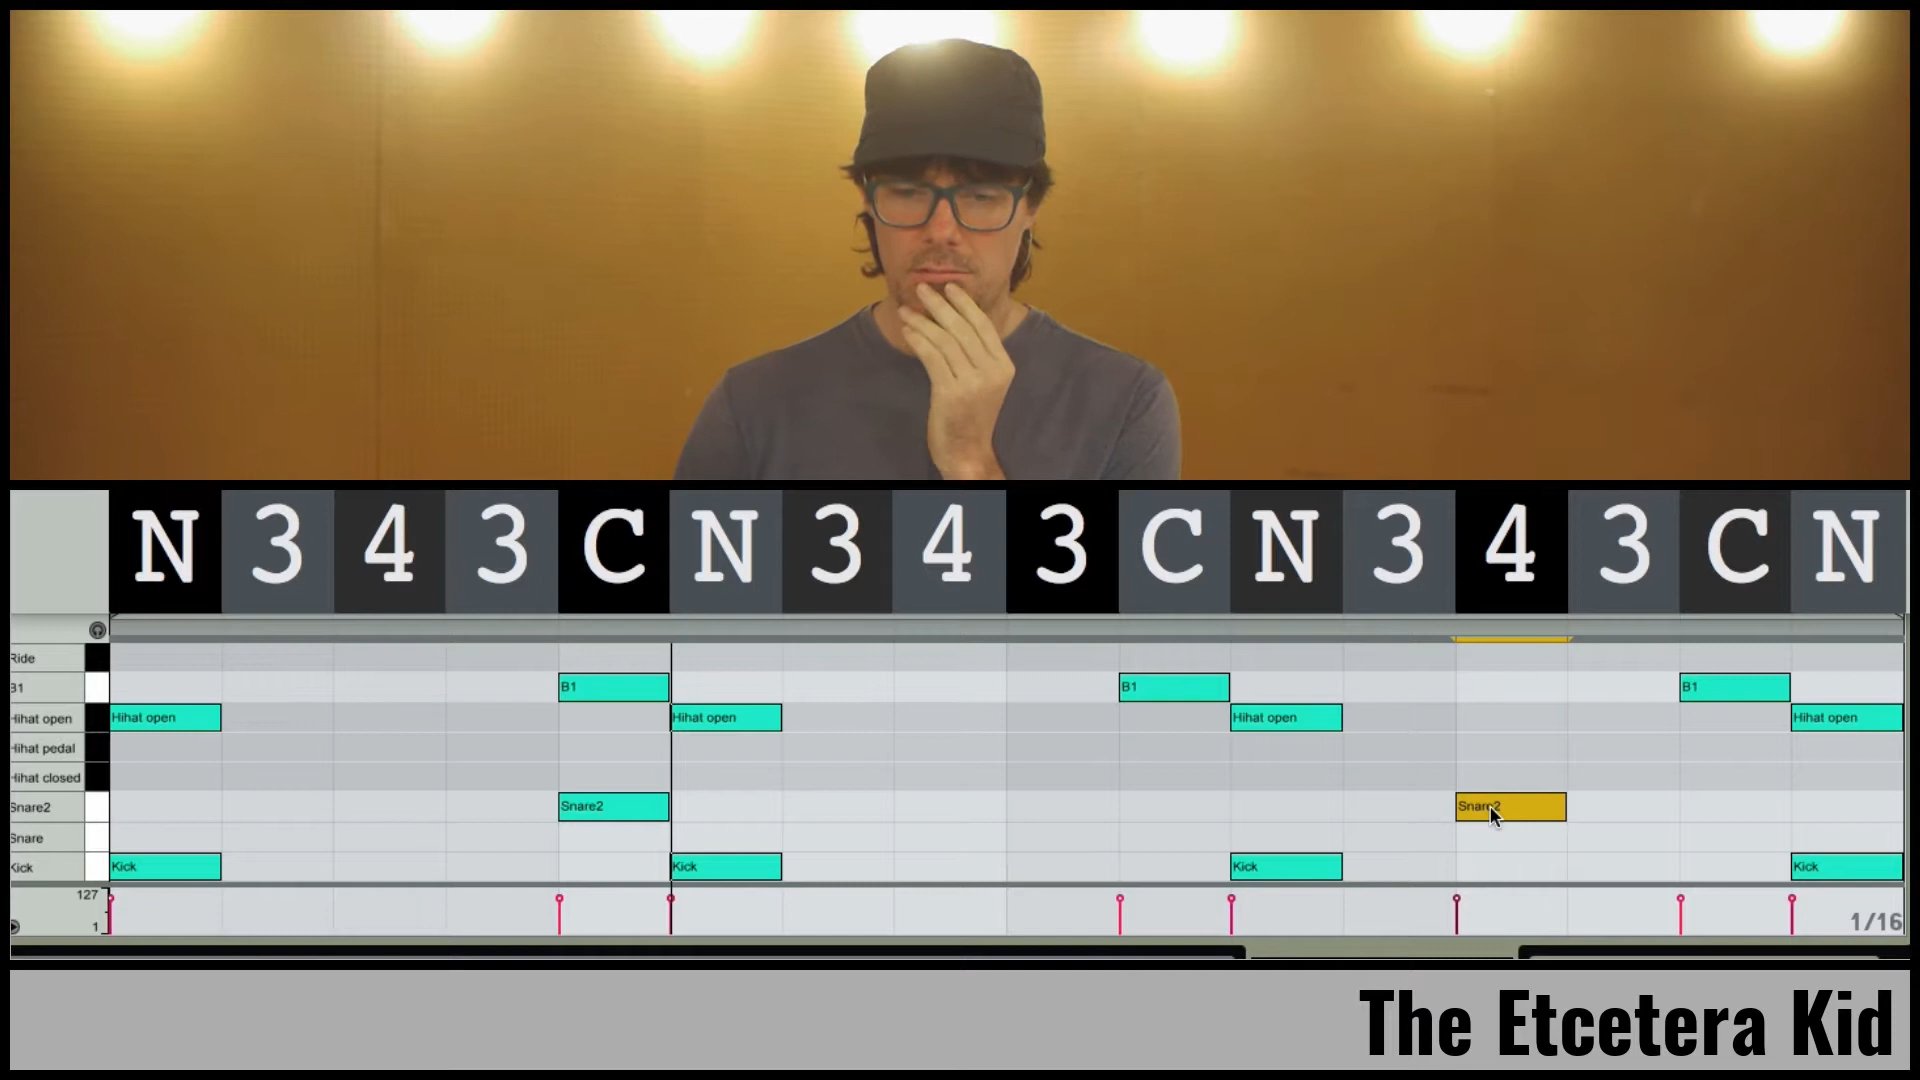 N 3 4 3 C N 3 4 3 C N 3 4 3 C N
Ride
B1
B1 B1 B1
Hihat open
Hihat open Hihat open Hihat open Hihat open
Hihat pedal
Hihat closed
Snare2
Snare2 Snare2
Snare
Kick
Kick Kick Kick Kick
127
1
1/16
The Etcetera Kid